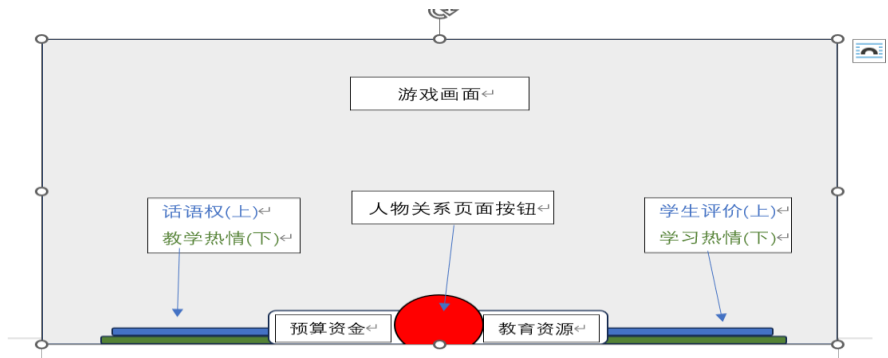 游戏画面
话语权(上)
教学热情(下)
人物关系页面按钮
学生评价(上)
学习热情(下)
预算资金
教育资源